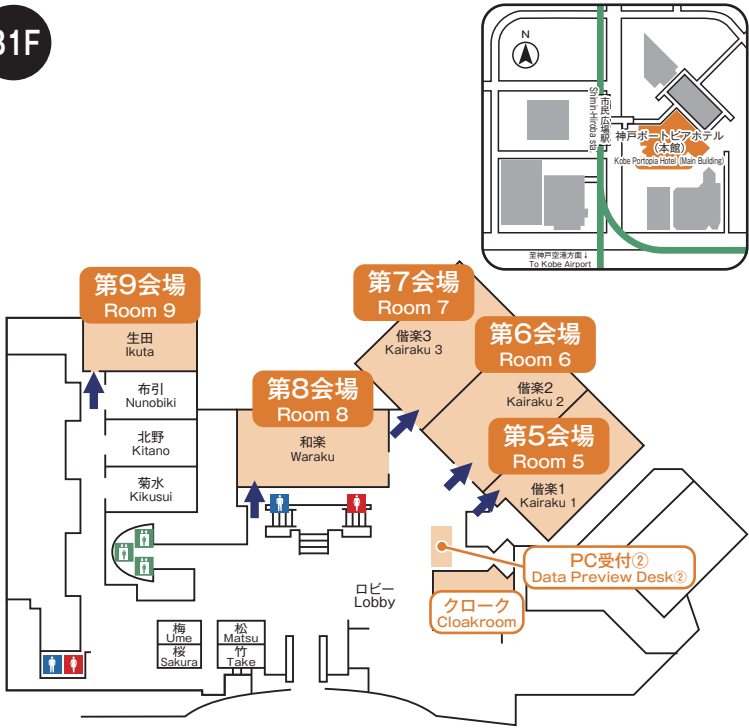 B1F
N
市民広場駅
Shimin-Hiroba sta.
神戸ポートピアホテル
(本館)
Kobe Portopia Hotel (Main Building)
至神戸空港方面↓
To Kobe Airport
第9会場
Room 9
生田
Ikuta
布引
Nunobiki
北野
Kitano
菊水
Kikusui
第8会場
Room 8
和楽
Waraku
第7会場
Room 7
偕楽3
Kairaku 3
第6会場
Room 6
偕楽2
Kairaku 2
第5会場
Room 5
偕楽1
Kairaku 1
PC受付②
Data Preview Desk②
クローク
Cloakroom
ロビー
Lobby
梅
Ume
桜
Sakura
松
Matsu
竹
Take